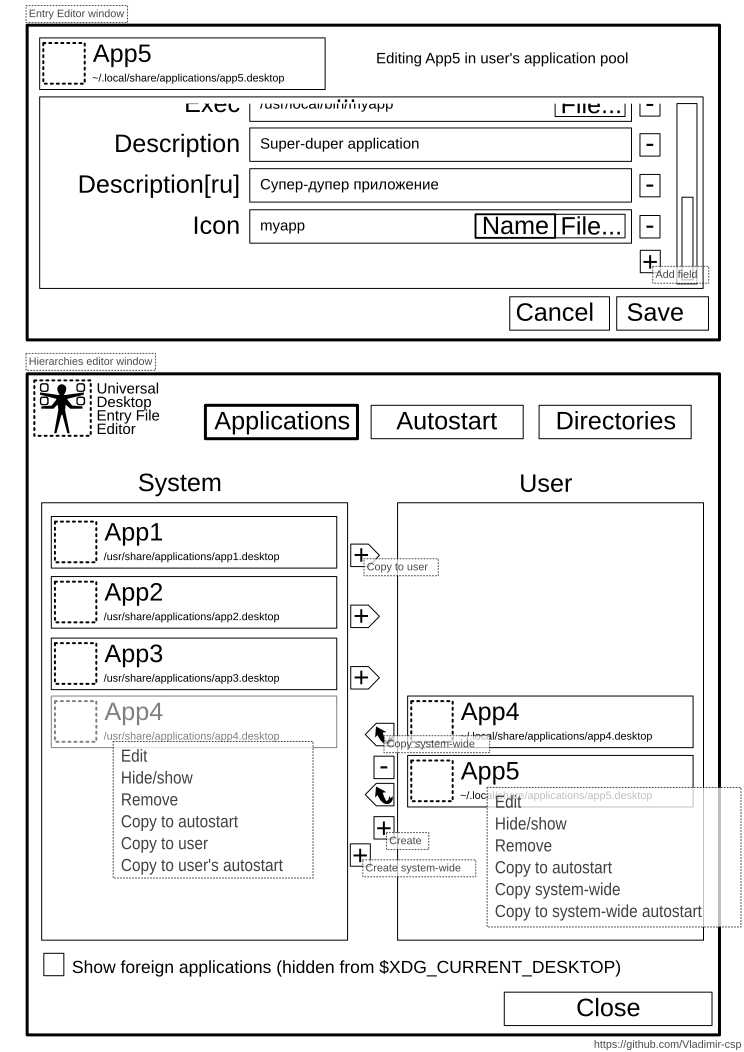 Entry Editor window
App5
~/.local/share/applications/app5.desktop
Editing App5 in user's application pool
...
Exec
/usr/local/bin/myapp
File...
-
Description
Super-duper application
-
Description[ru]
Супер-дупер приложение
-
Icon
myapp
Name
File...
-
+
Add field
Cancel
Save
Hierarchies editor window
Universal
Desktop
Entry File
Editor
Applications
Autostart
Directories
System
User
App1
/usr/share/applications/app1.desktop
+
Copy to user
App2
/usr/share/applications/app2.desktop
+
App3
/usr/share/applications/app3.desktop
+
App4
/usr/share/applications/app4.desktop
Edit
Hide/show
Remove
Copy to autostart
Copy to user
Copy to user's autostart
App4
~/.local/share/applications/app4.desktop
Copy system-wide
-
App5
~/.local/share/applications/app5.desktop
+
Create
+
Create system-wide
Edit
Hide/show
Remove
Copy to autostart
Copy system-wide
Copy to system-wide autostart
Show foreign applications (hidden from $XDG_CURRENT_DESKTOP)
Close
https://github.com/Vladimir-csp